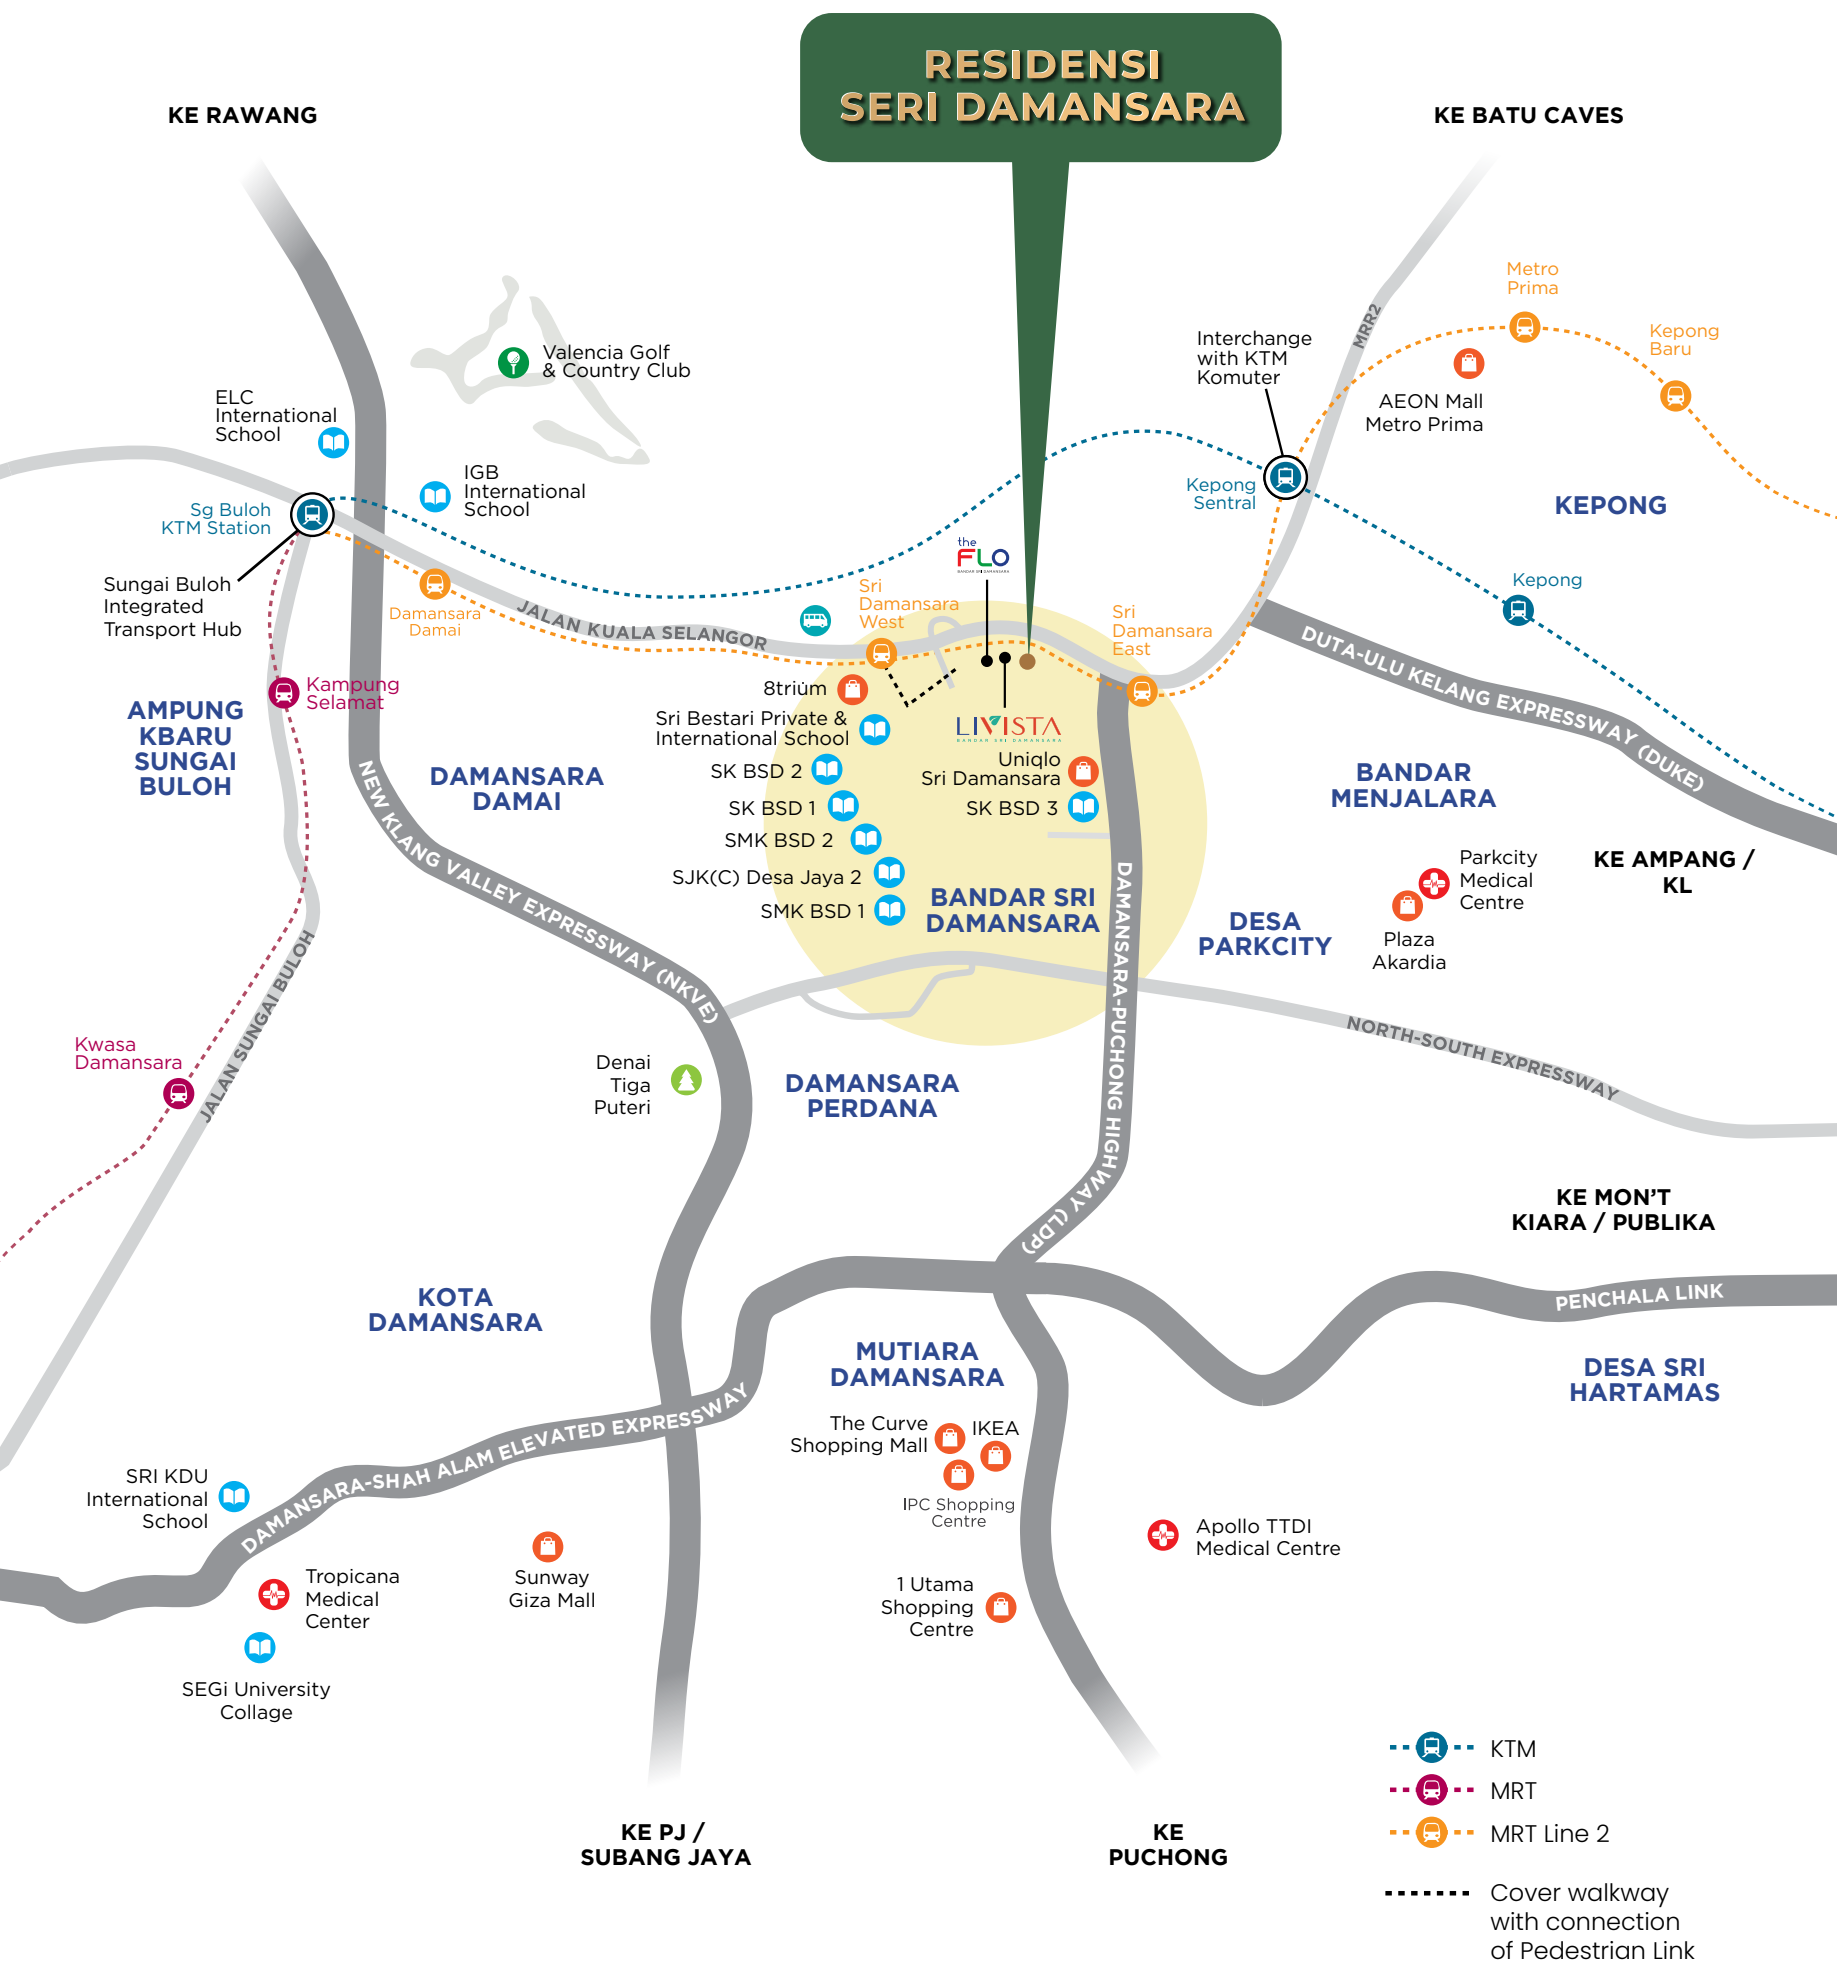 RESIDENSI
SERI DAMANSARA
KE RAWANG
KE BATU CAVES
Metro
Prima
MRR2
Kepong
Baru
Interchange
with KTM
Komuter
Valencia Golf
& Country Club
AEON Mall
Metro Prima
ELC
International
School
IGB
International
School
Sg Buloh
KTM Station
Kepong
Sentral
KEPONG
the
FLO
BANDAR SRI DAMANSARA
Sungai Buloh
Integrated
Transport Hub
Damansara
Damai
JALAN KUALA SELANGOR
Sri
Damansara
West
Sri
Damansara
East
Kepong
DUTA-ULU KELANG EXPRESSWAY (DUKE)
Kampung
Selamat
AMPUNG
KBARU
SUNGAI
BULOH
8trium
Sri Bestari Private &
International School
LIVISTA
BANDAR SRI DAMANSARA
Uniqlo
Sri Damansara
SK BSD 2
SK BSD 1
SK BSD 3
SMK BSD 2
SJK(C) Desa Jaya 2
SMK BSD 1
DAMANSARA
DAMAI
BANDAR
MENJALARA
NEW KLANG VALLEY EXPRESSWAY (NKVE)
BANDAR SRI
DAMANSARA
DAMANSARA-PUCHONG HIGHWAY (LDP)
DESA
PARKCITY
Parkcity
Medical
Centre
KE AMPANG /
KL
Plaza
Akardia
JALAN SUNGAI BULOH
NORTH-SOUTH EXPRESSWAY
Kwasa
Damansara
Denai
Tiga
Puteri
DAMANSARA
PERDANA
KE MON'T
KIARA / PUBLIKA
KOTA
DAMANSARA
PENCHALA LINK
MUTIARA
DAMANSARA
DESA SRI
HARTAMAS
DAMANSARA-SHAH ALAM ELEVATED EXPRESSWAY
The Curve
Shopping Mall
IKEA
IPC Shopping
Centre
SRI KDU
International
School
Apollo TTDI
Medical Centre
Tropicana
Medical
Center
Sunway
Giza Mall
1 Utama
Shopping
Centre
SEGi University
Collage
KE PJ /
SUBANG JAYA
KE
PUCHONG
KTM
MRT
MRT Line 2
Cover walkway
with connection
of Pedestrian Link